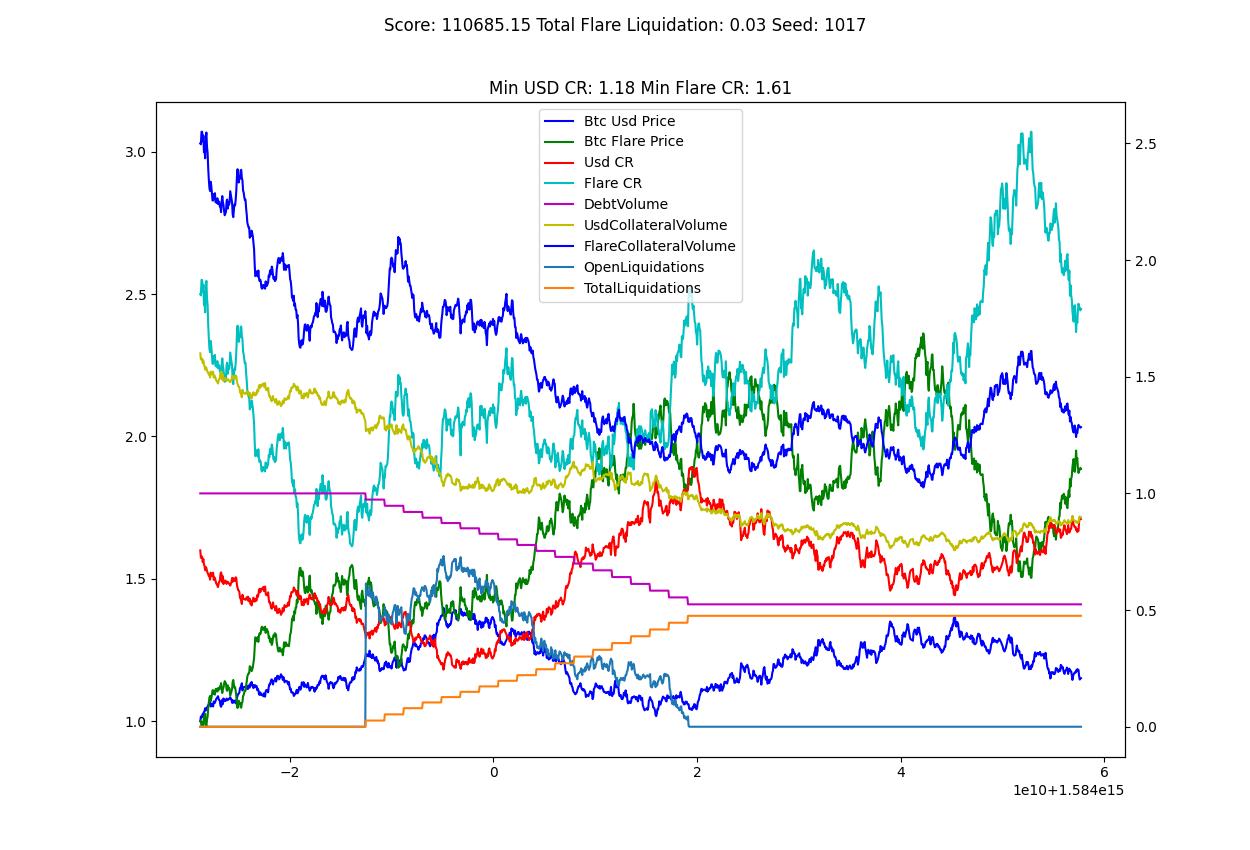 Score: 110685.15 Total Flare Liquidation: 0.03 Seed: 1017
Min USD CR: 1.18 Min Flare CR: 1.61
Btc Usd Price
Btc Flare Price
Usd CR
Flare CR
DebtVolume
UsdCollateralVolume
FlareCollateralVolume
OpenLiquidations
TotalLiquidations
3.0
2.5
2.0
1.5
1.0
2.5
2.0
1.5
1.0
0.5
0.0
−2
0
2
4
6
1e10+1.584e15